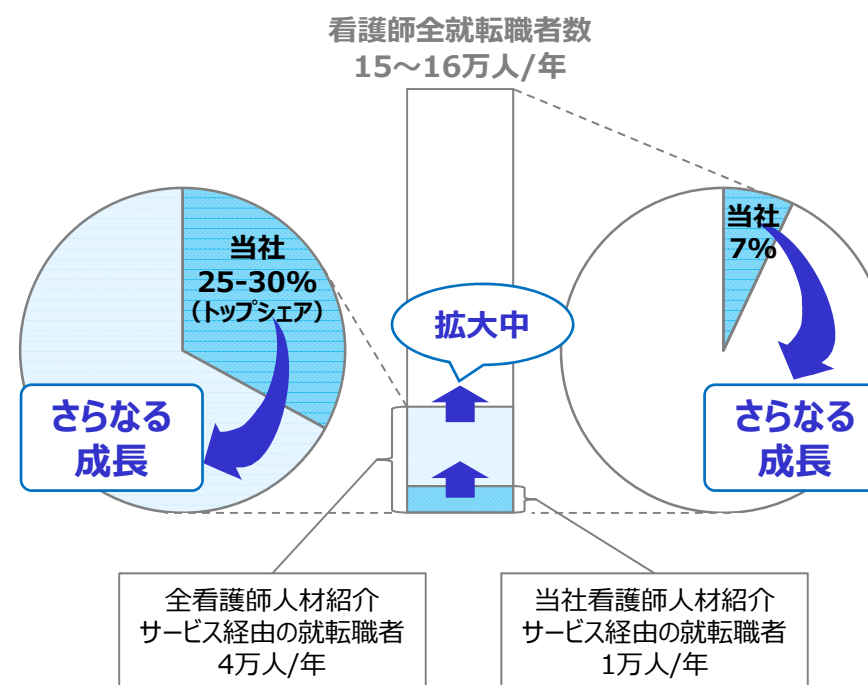 看護師全就転職者数
15～16万人/年
当社
25-30%
（トップシェア）
さらなる
成長
拡大中
当社
7%
さらなる
成長
全看護師人材紹介
サービス経由の就転職者
4万人/年
当社看護師人材紹介
サービス経由の就転職者
1万人/年